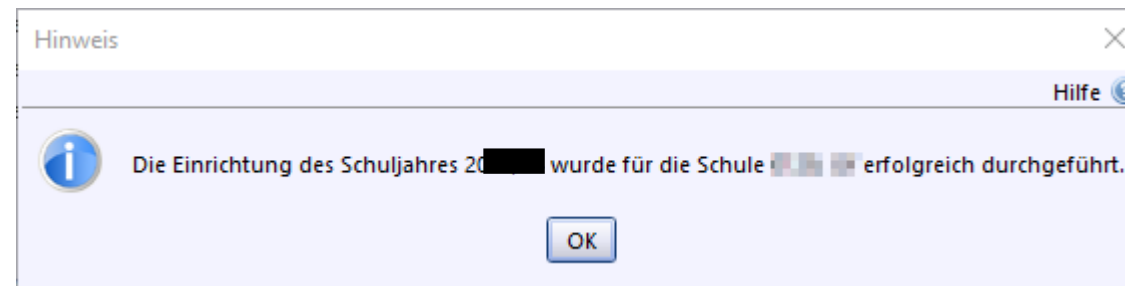 Hinweis
Hilfe
Die Einrichtung des Schuljahres 20 wurde für die Schule erfolgreich durchgeführt.
OK